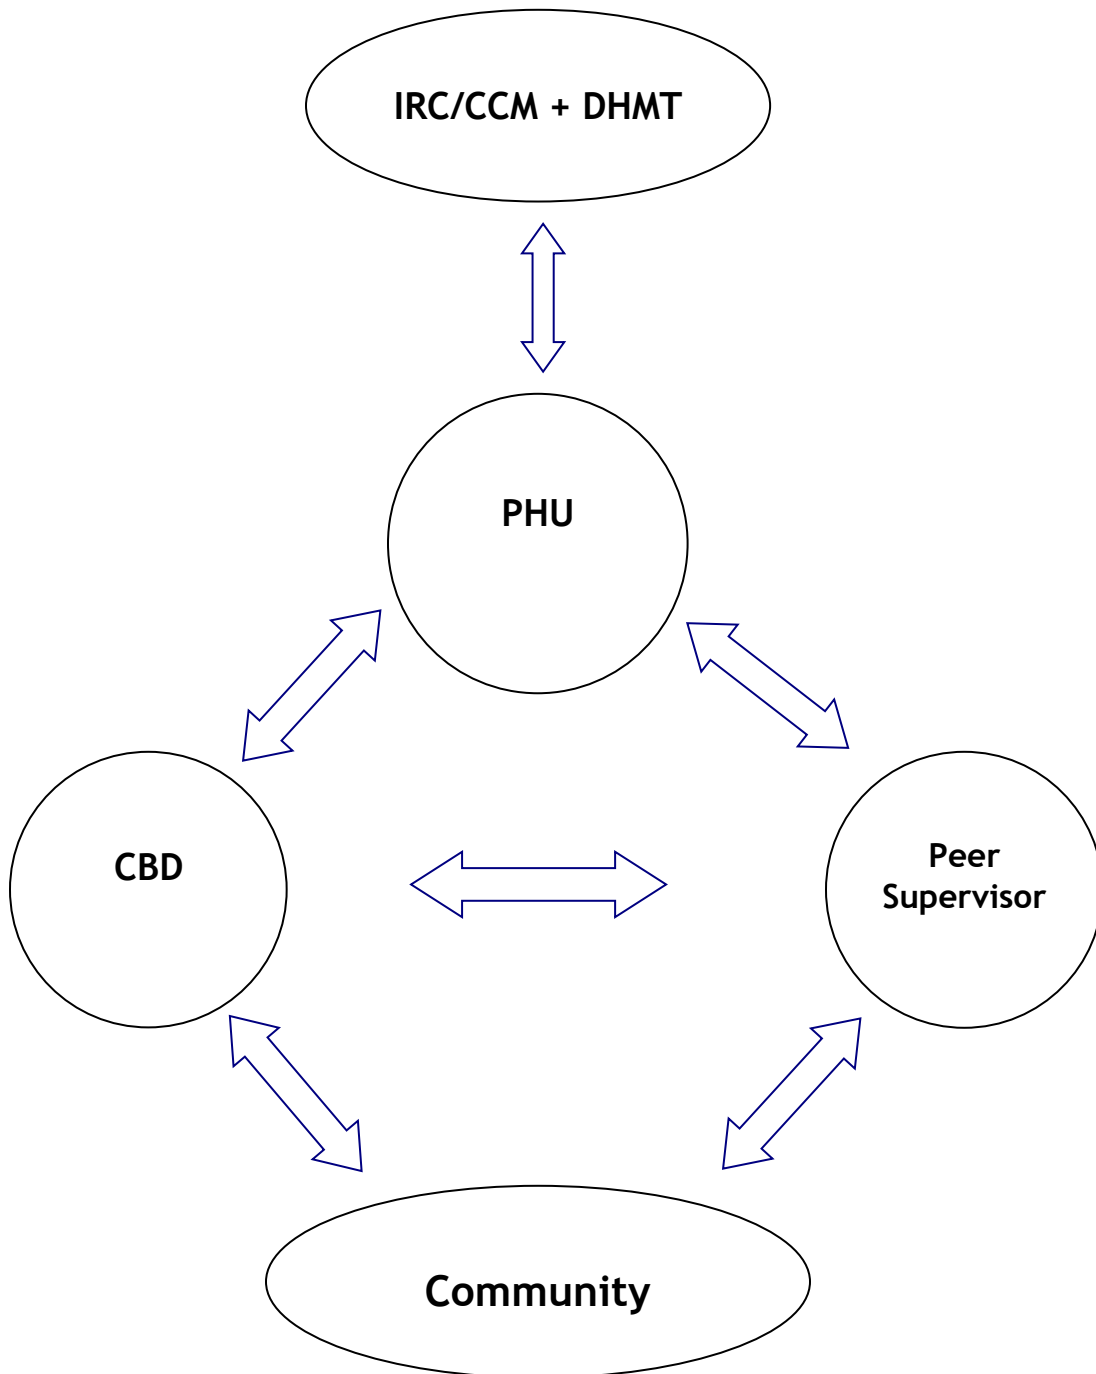 IRC/CCM + DHMT
PHU
CBD
Peer
Supervisor
Community